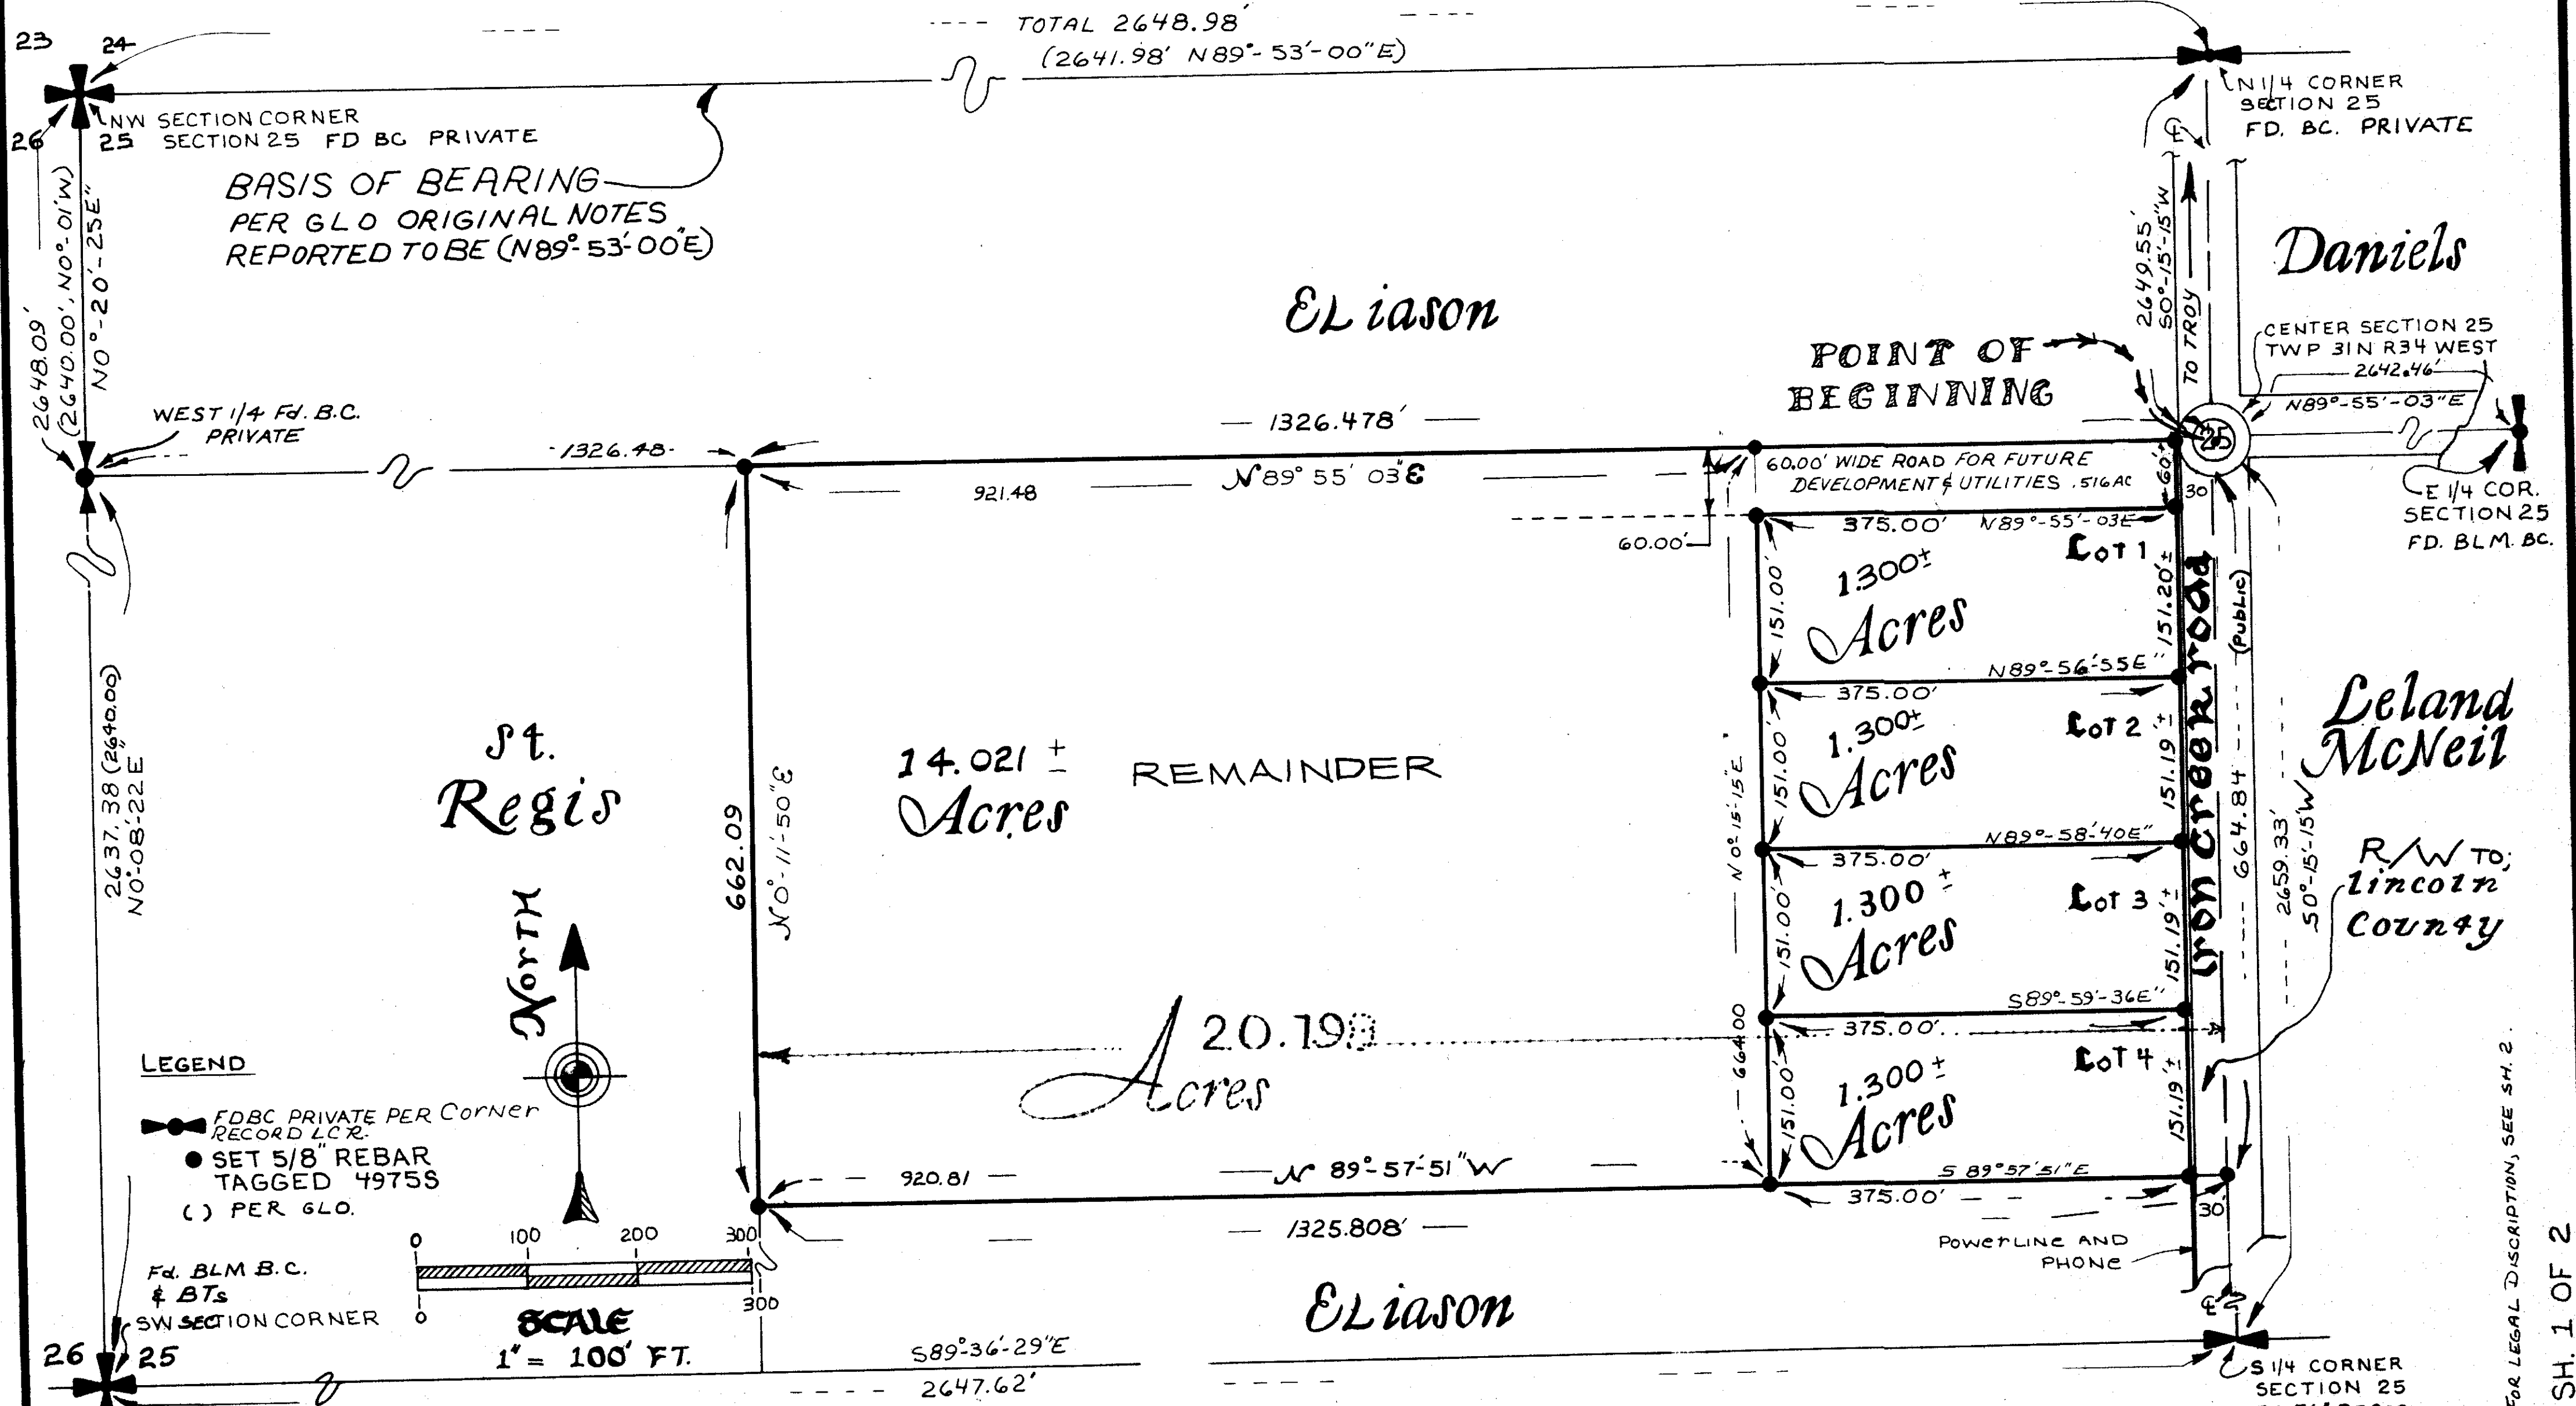 TOTAL 2648.98'
(2641.98' N89°-53'-00"E)
23 24
26 25
NW SECTION CORNER
SECTION 25 FD BC PRIVATE
N 1/4 CORNER
SECTION 25
FD. BC. PRIVATE
BASIS OF BEARING
PER GLO ORIGINAL NOTES
REPORTED TO BE (N89°-53'-00"E)
2648.09'
(2640.00', N0°-01'W)
N0°-20'-25E"
WEST 1/4 Fd. B.C.
PRIVATE
-1326.48-
ELiason
Daniels
POINT OF
BEGINNING
2649.55'
S0°-15'-15"W
TO TROY
CENTER SECTION 25
TWP 31N R34 WEST
2642.46'
N89°-55'-03"E
25
E 1/4 COR.
SECTION 25
FD. BLM. BC.
1326.478'
N89° 55' 03"E
921.48
60.00' WIDE ROAD FOR FUTURE
DEVELOPMENT & UTILITIES .516AC
60'±
30
60.00'
375.00' N89°-55'-03E
Lot 1
1.300±
Acres
151.00'
151.20'±
N89°-56'-55E"
375.00'
Lot 2
1.300±
Acres
151.00'
151.19'±
N89°-58'-40E"
375.00'
Lot 3
1.300±
Acres
151.00'
151.19'±
S89°-59'-36E"
375.00'
Lot 4
1.300±
Acres
151.00'
151.19'±
S 89°57'51"E
375.00'
30'
Iron Creek road
(Public)
664.84
2659.33'
S0°-15'-15"W
Leland
McNeil
R/W TO;
Lincoln
County
2637.38 (2640.00)
N0°-08'-22E"
St.
Regis
662.09
N0°-11'-50"E
14.021 ±
Acres
REMAINDER
N0°-15'-15"E
664.00
20.19
Acres
NORTH
LEGEND
FDBC PRIVATE PER Corner
RECORD LCR.
SET 5/8" REBAR
TAGGED 4975S
( ) PER GLO.
920.81
N 89°-57'-51"W
1325.808'
POWERLINE AND
PHONE
0 100 200 300
0 300
SCALE
1" = 100' FT.
Fd. BLM B.C.
& BTs
SW SECTION CORNER
26 25
ELiason
S89°-36'-29"E
2647.62'
S 1/4 CORNER
SECTION 25
FOR LEGAL DISCRIPTION, SEE SH. 2.
SH. 1 OF 2